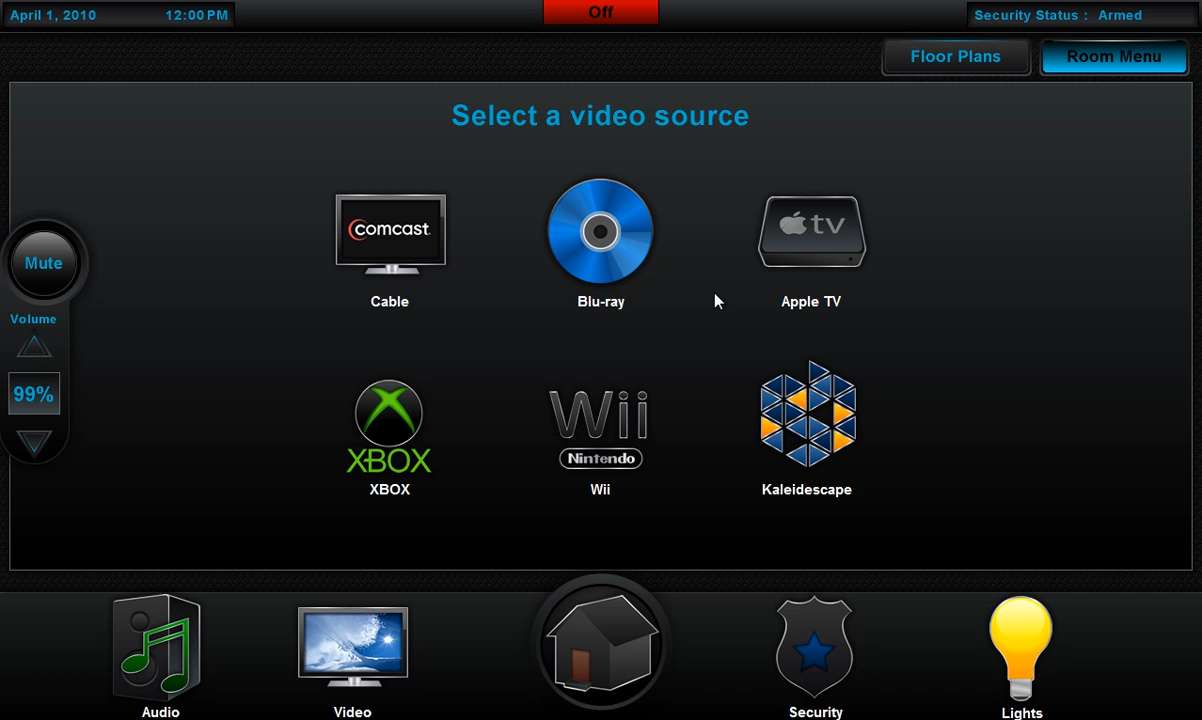 April 1, 2010 12:00 PM
Off
Security Status : Armed
Floor Plans
Room Menu
Select a video source
comcast.
tv
Cable
Blu-ray
Apple TV
Mute
Volume
99%
XBOX
Wii
Nintendo
XBOX
Wii
Kaleidescape
Audio
Video
Security
Lights